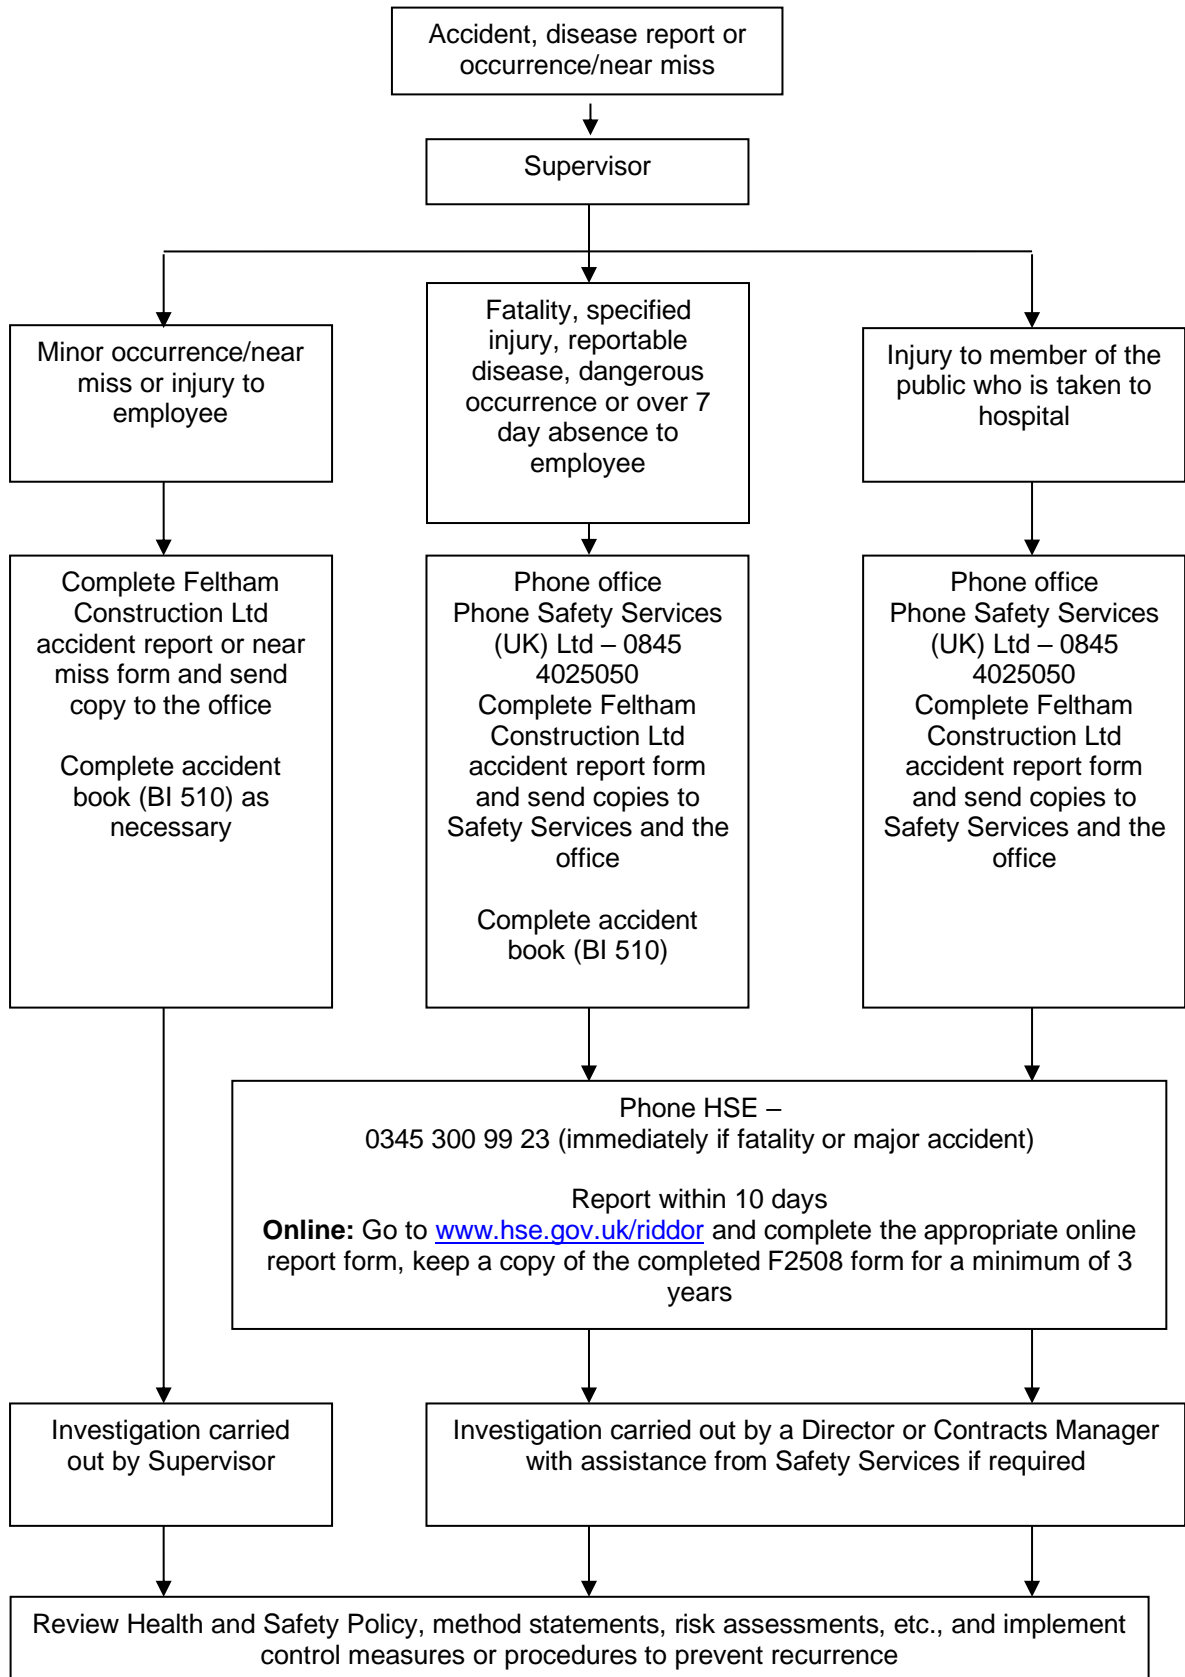 Accident, disease report or
occurrence/near miss
Supervisor
Minor occurrence/near
miss or injury to
employee
Fatality, specified
injury, reportable
disease, dangerous
occurrence or over 7
day absence to
employee
Injury to member of the
public who is taken to
hospital
Complete Feltham
Construction Ltd
accident report or near
miss form and send
copy to the office
Complete accident
book (BI 510) as
necessary
Phone office
Phone Safety Services
(UK) Ltd – 0845
4025050
Complete Feltham
Construction Ltd
accident report form
and send copies to
Safety Services and the
office
Complete accident
book (BI 510)
Phone office
Phone Safety Services
(UK) Ltd – 0845
4025050
Complete Feltham
Construction Ltd
accident report form
and send copies to
Safety Services and the
office
Phone HSE –
0345 300 99 23 (immediately if fatality or major accident)
Report within 10 days
Online: Go to www.hse.gov.uk/riddor and complete the appropriate online
report form, keep a copy of the completed F2508 form for a minimum of 3
years
Investigation carried
out by Supervisor
Investigation carried out by a Director or Contracts Manager
with assistance from Safety Services if required
Review Health and Safety Policy, method statements, risk assessments, etc., and implement
control measures or procedures to prevent recurrence